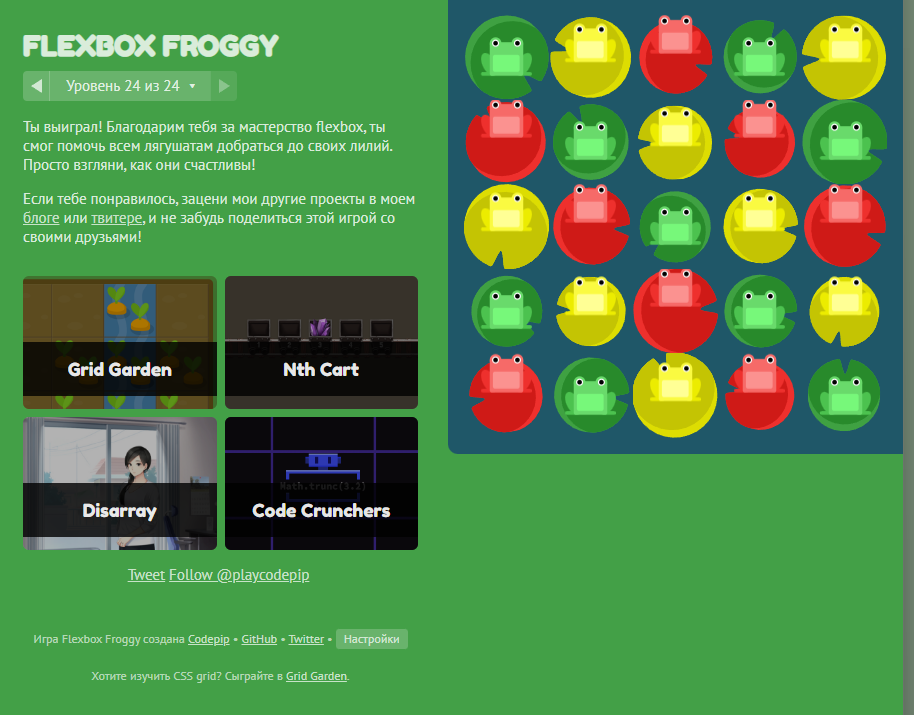 FLEXBOX FROGGY
Уровень 24 из 24
Ты выиграл! Благодарим тебя за мастерство flexbox, ты
смог помочь всем лягушатам добраться до своих лилий.
Просто взгляни, как они счастливы!
Если тебе понравилось, зацени мои другие проекты в моем
блоге или твитере, и не забудь поделиться этой игрой со
своими друзьями!
Grid Garden
Nth Cart
Disarray
Math.trunc(3.2)
Code Crunchers
Tweet Follow @playcodepip
Игра Flexbox Froggy создана Codepip • GitHub • Twitter • Настройки
Хотите изучить CSS grid? Сыграйте в Grid Garden.